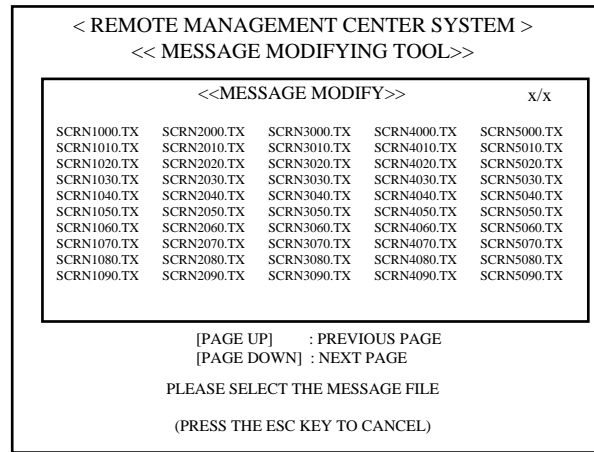 < REMOTE MANAGEMENT CENTER SYSTEM >
<< MESSAGE MODIFYING TOOL>>
<<MESSAGE MODIFY>> x/x
SCRN1000.TX SCRN2000.TX SCRN3000.TX SCRN4000.TX SCRN5000.TX
SCRN1010.TX SCRN2010.TX SCRN3010.TX SCRN4010.TX SCRN5010.TX
SCRN1020.TX SCRN2020.TX SCRN3020.TX SCRN4020.TX SCRN5020.TX
SCRN1030.TX SCRN2030.TX SCRN3030.TX SCRN4030.TX SCRN5030.TX
SCRN1040.TX SCRN2040.TX SCRN3040.TX SCRN4040.TX SCRN5040.TX
SCRN1050.TX SCRN2050.TX SCRN3050.TX SCRN4050.TX SCRN5050.TX
SCRN1060.TX SCRN2060.TX SCRN3060.TX SCRN4060.TX SCRN5060.TX
SCRN1070.TX SCRN2070.TX SCRN3070.TX SCRN4070.TX SCRN5070.TX
SCRN1080.TX SCRN2080.TX SCRN3080.TX SCRN4080.TX SCRN5080.TX
SCRN1090.TX SCRN2090.TX SCRN3090.TX SCRN4090.TX SCRN5090.TX
[PAGE UP] : PREVIOUS PAGE
[PAGE DOWN] : NEXT PAGE
PLEASE SELECT THE MESSAGE FILE
(PRESS THE ESC KEY TO CANCEL)